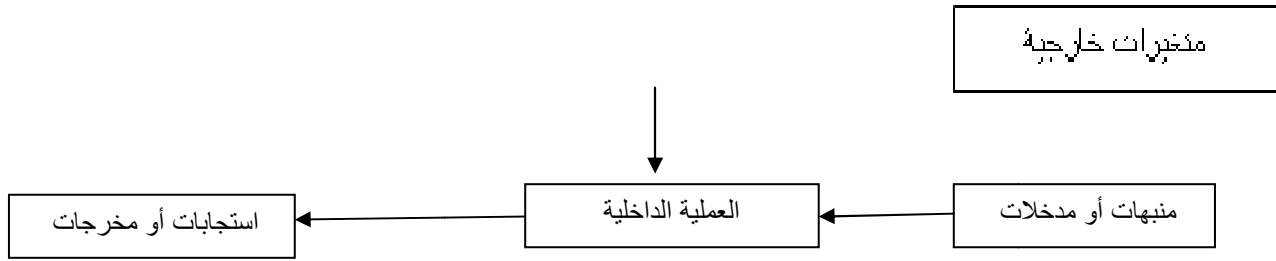 متغيرات خارجية
منبهات أو مدخلات
العملية الداخلية
استجابات أو مخرجات